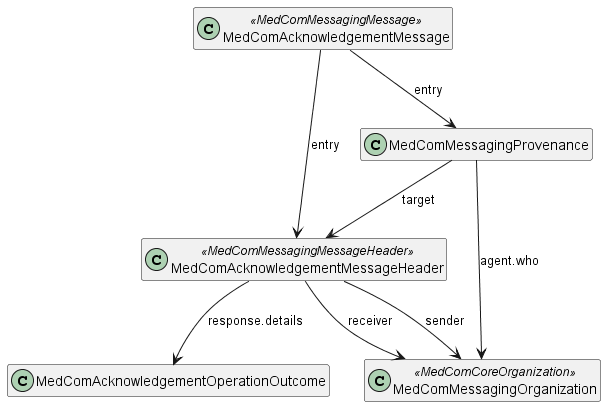 C
«MedComMessagingMessage»
MedComAcknowledgementMessage
entry
C MedComMessagingProvenance
entry
target
C
«MedComMessagingMessageHeader»
MedComAcknowledgementMessageHeader
agent.who
response.details
receiver
sender
C MedComAcknowledgementOperationOutcome
C
«MedComCoreOrganization»
MedComMessagingOrganization